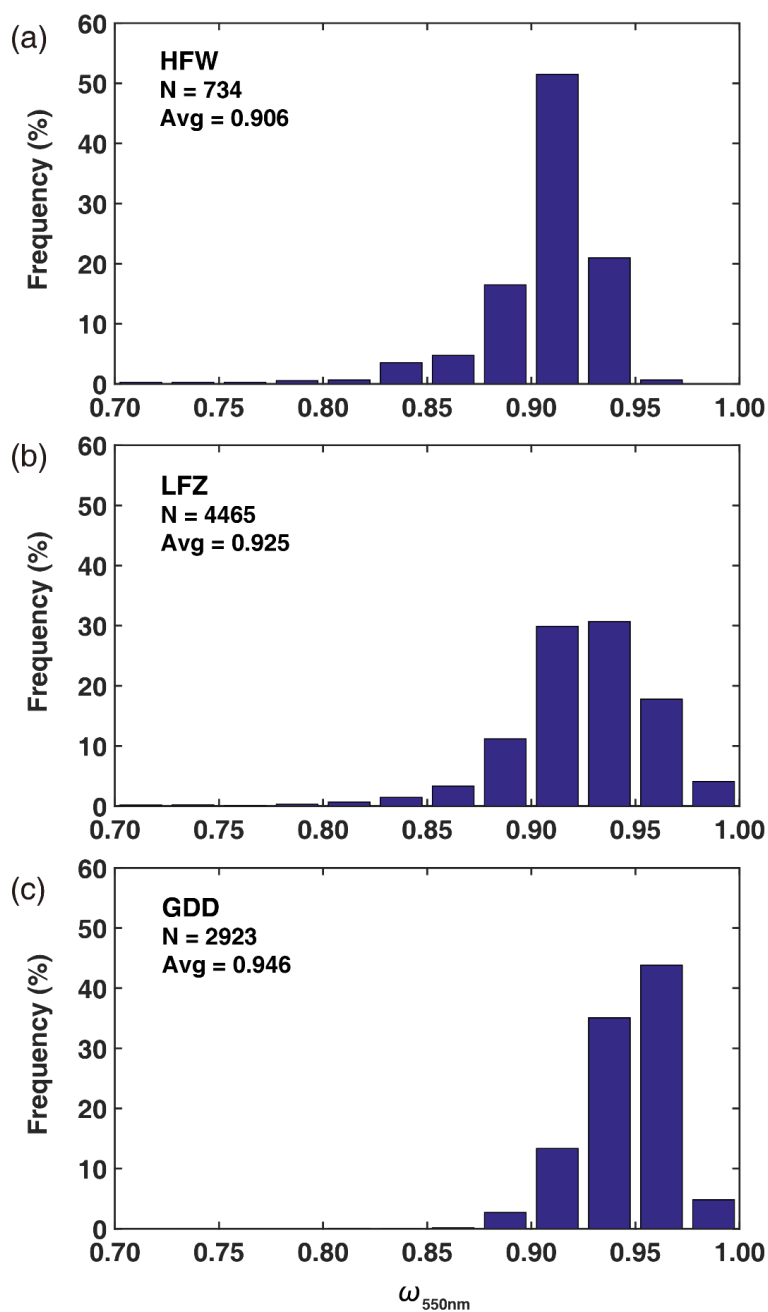 (a)
HFW
N = 734
Avg = 0.906
Frequency (%)
60
50
40
30
20
10
0
0.70 0.75 0.80 0.85 0.90 0.95 1.00
(b)
LFZ
N = 4465
Avg = 0.925
Frequency (%)
60
50
40
30
20
10
0
0.70 0.75 0.80 0.85 0.90 0.95 1.00
(c)
GDD
N = 2923
Avg = 0.946
Frequency (%)
60
50
40
30
20
10
0
0.70 0.75 0.80 0.85 0.90 0.95 1.00
ω550nm